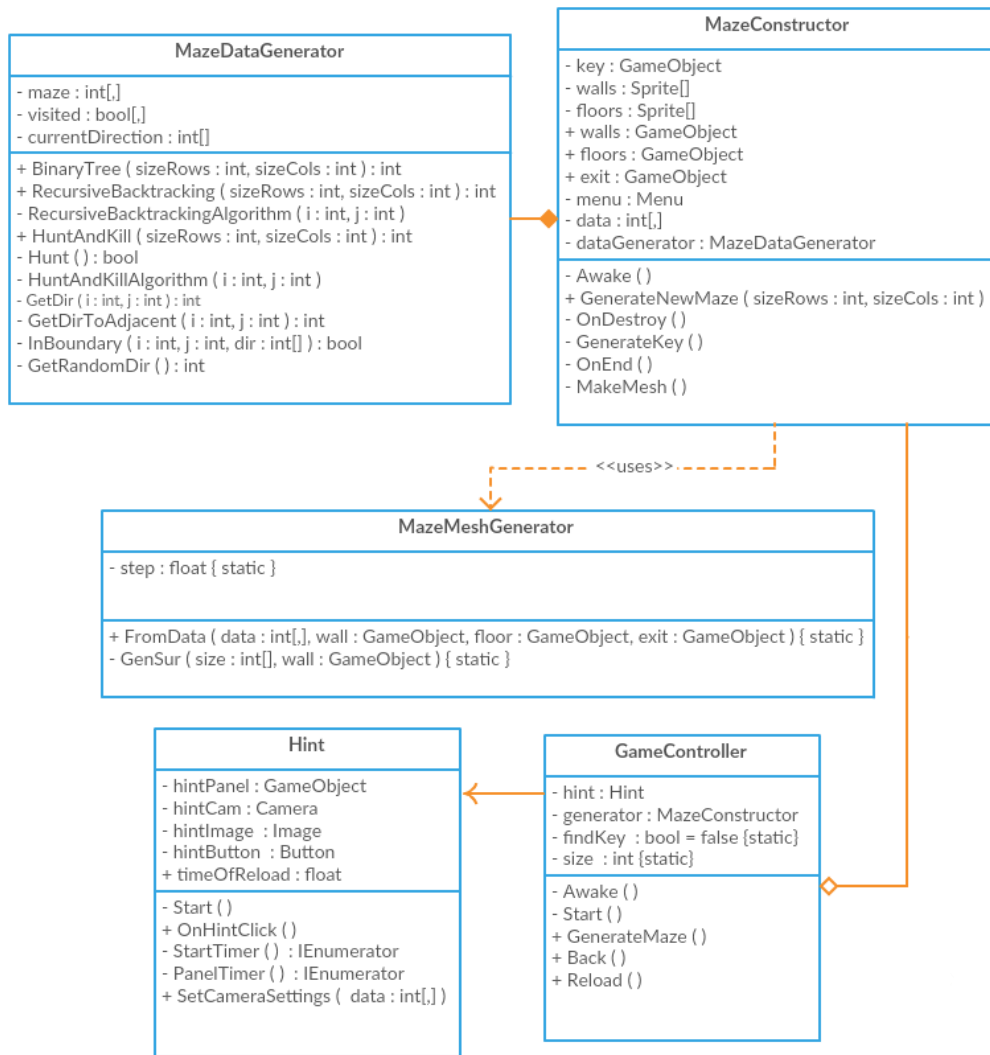 MazeDataGenerator
- maze : int[,]
- visited : bool[,]
- currentDirection : int[]
+ BinaryTree ( sizeRows : int, sizeCols : int ) : int
+ RecursiveBacktracking ( sizeRows : int, sizeCols : int ) : int
- RecursiveBacktrackingAlgorithm ( i : int, j : int )
+ HuntAndKill ( sizeRows : int, sizeCols : int ) : int
- Hunt ( ) : bool
- HuntAndKillAlgorithm ( i : int, j : int )
- GetDir ( i : int, j : int ) : int
- GetDirToAdjacent ( i : int, j : int ) : int
- InBoundary ( i : int, j : int, dir : int[] ) : bool
- GetRandomDir ( ) : int
MazeConstructor
- key : GameObject
- walls : Sprite[]
- floors : Sprite[]
+ walls : GameObject
+ floors : GameObject
+ exit : GameObject
- menu : Menu
- data : int[,]
- dataGenerator : MazeDataGenerator
- Awake ( )
+ GenerateNewMaze ( sizeRows : int, sizeCols : int )
- OnDestroy ( )
- GenerateKey ( )
- OnEnd ( )
- MakeMesh ( )
<<uses>>
MazeMeshGenerator
- step : float { static }
+ FromData ( data : int[,], wall : GameObject, floor : GameObject, exit : GameObject ) { static }
- GenSur ( size : int[], wall : GameObject ) { static }
Hint
- hintPanel : GameObject
- hintCam : Camera
- hintImage : Image
- hintButton : Button
+ timeOfReload : float
- Start ( )
+ OnHintClick ( )
- StartTimer ( ) : IEnumerator
- PanelTimer ( ) : IEnumerator
+ SetCameraSettings ( data : int[,] )
GameController
- hint : Hint
- generator : MazeConstructor
- findKey : bool = false {static}
- size : int {static}
- Awake ( )
- Start ( )
+ GenerateMaze ( )
+ Back ( )
+ Reload ( )